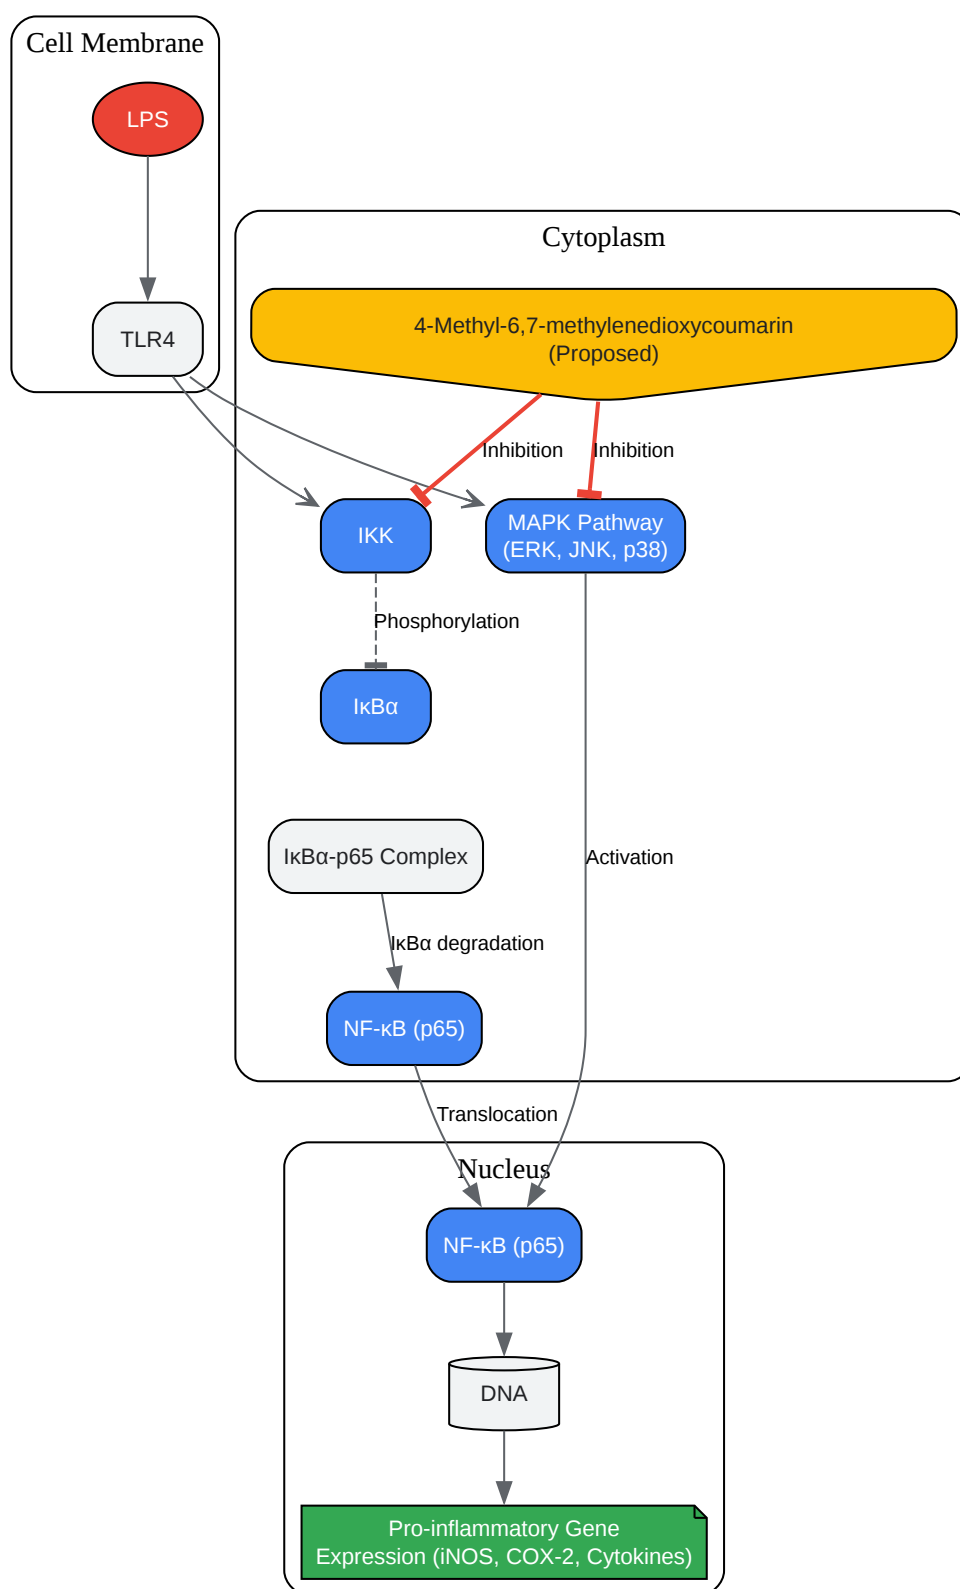 Cell Membrane
LPS
TLR4
Cytoplasm
4-Methyl-6,7-methylenedioxycoumarin
(Proposed)
Inhibition
Inhibition
IKK
MAPK Pathway
(ERK, JNK, p38)
Phosphorylation
IκBα
IκBα-p65 Complex
Activation
IκBα degradation
NF-κB (p65)
Translocation
Nucleus
NF-κB (p65)
DNA
Pro-inflammatory Gene
Expression (iNOS, COX-2, Cytokines)